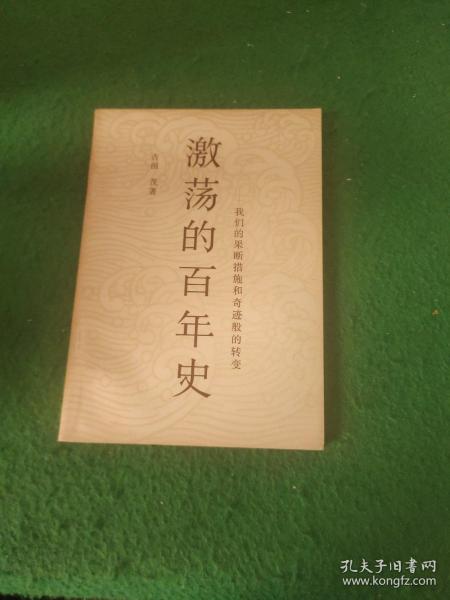 激荡的百年史
——我们的果断措施和奇迹般的转变
吉田 茂著
孔夫子旧书网
www.kongfz.com